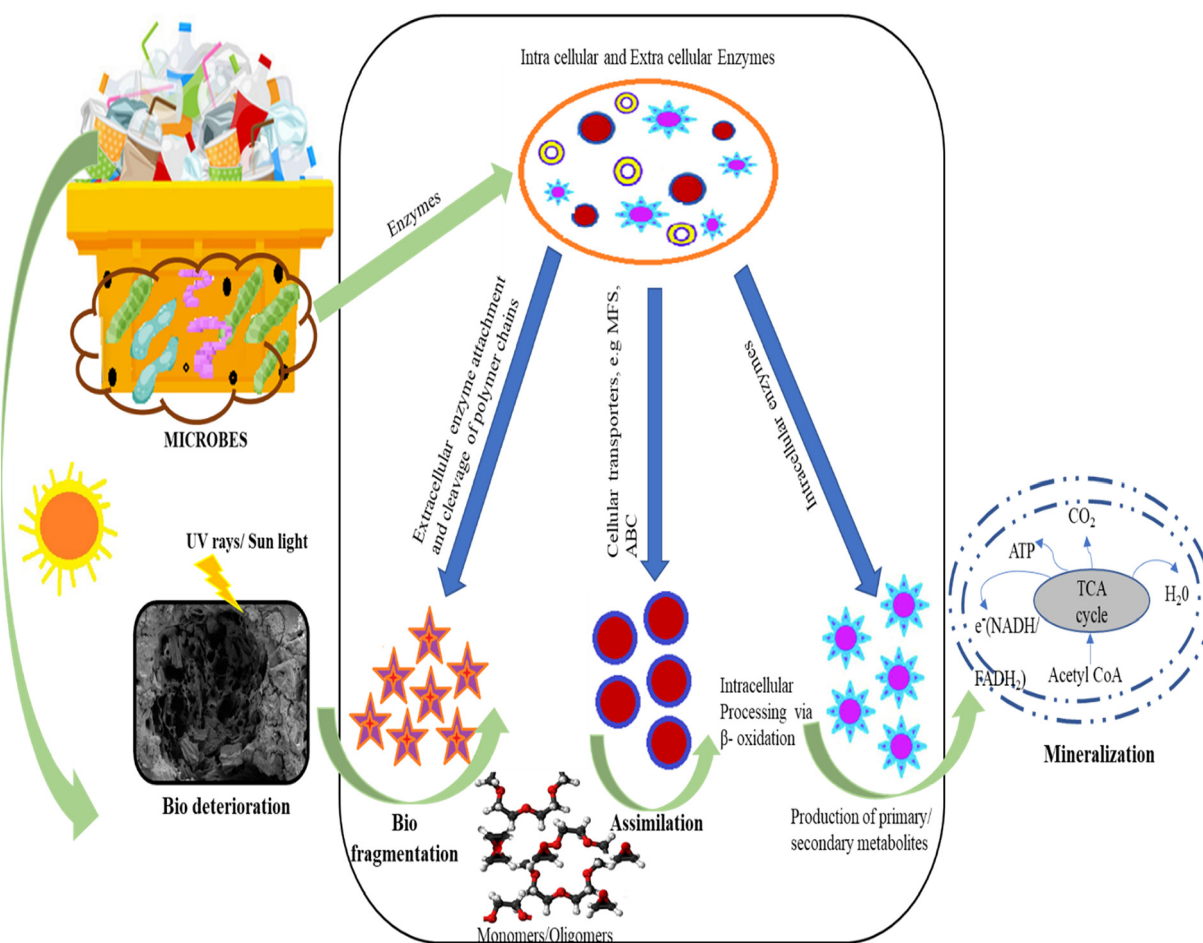 Intra cellular and Extra cellular Enzymes
Enzymes
MICROBES
Extracellular enzyme attachment
and cleavage of polymer chains
Cellular transporters, e.g MFS,
ABC
Intracellular enzymes
UV rays/ Sun light
Bio deterioration
Bio
fragmentation
Monomers/Oligomers
Assimilation
Intracellular
Processing via
β- oxidation
Production of primary/
secondary metabolites
CO2
ATP
TCA
cycle
H20
e-(NADH/
FADH2)
Acetyl CoA
Mineralization